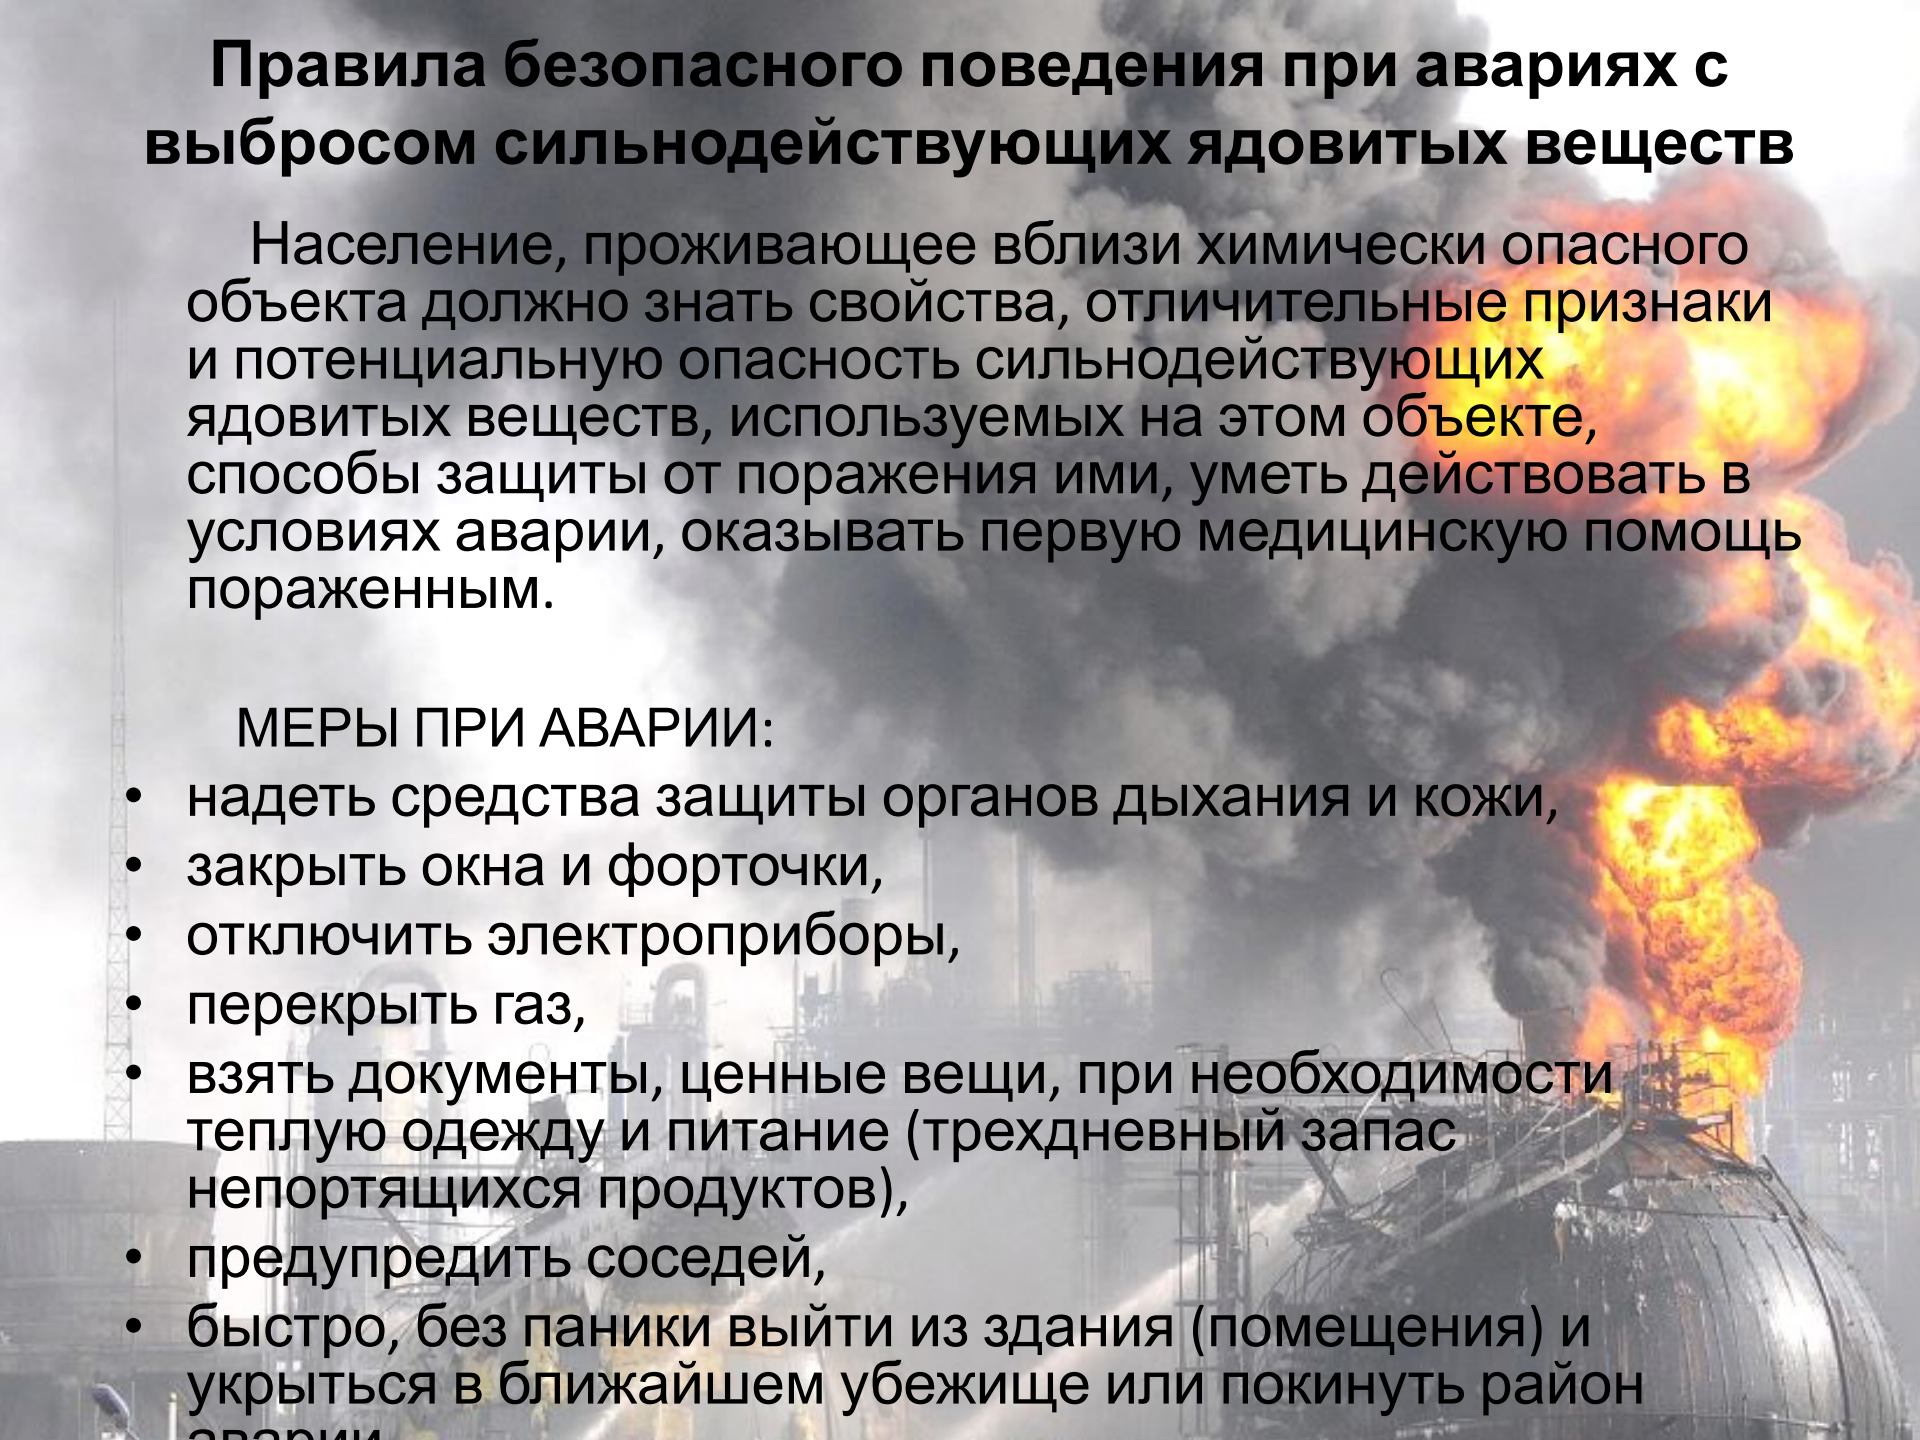 Правила безопасного поведения при авариях с
выбросом сильнодействующих ядовитых веществ
Население, проживающее вблизи химически опасного
объекта должно знать свойства, отличительные признаки
и потенциальную опасность сильнодействующих
ядовитых веществ, используемых на этом объекте,
способы защиты от поражения ими, уметь действовать в
условиях аварии, оказывать первую медицинскую помощь
пораженным.
МЕРЫ ПРИ АВАРИИ:
• надеть средства защиты органов дыхания и кожи,
• закрыть окна и форточки,
• отключить электроприборы,
• перекрыть газ,
• взять документы, ценные вещи, при необходимости
теплую одежду и питание (трехдневный запас
непортящихся продуктов),
• предупредить соседей,
• быстро, без паники выйти из здания (помещения) и
укрыться в ближайшем убежище или покинуть район
аварии